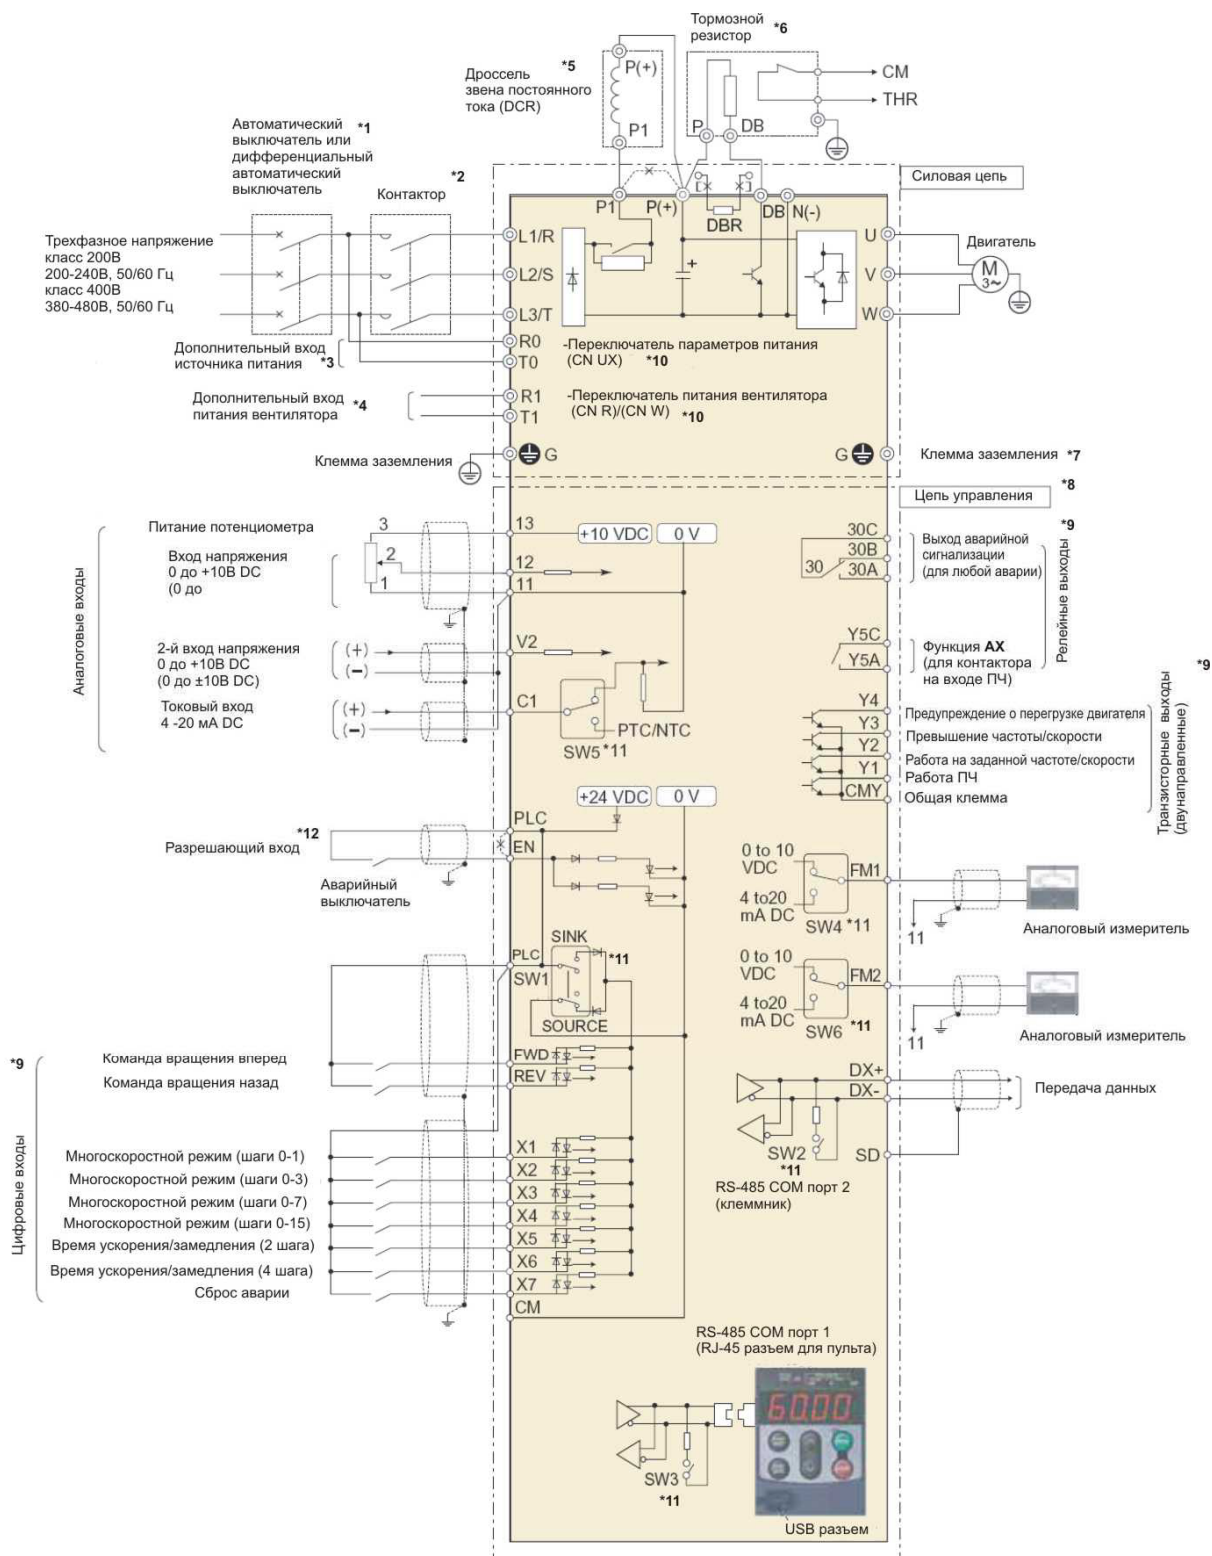 Тормозной
резистор *6
P(+)
P1
Дроссель *5
звена постоянного
тока (DCR)
CM
THR
P
DB
Автоматический *1
выключатель или
дифференциальный
автоматический
выключатель
*2
Контактор
Силовая цепь
P1
P(+)
DBR
DB
N(-)
Трехфазное напряжение
класс 200В
200-240В, 50/60 Гц
класс 400В
380-480В, 50/60 Гц
L1/R
L2/S
L3/T
R0
T0
+
U
V
W
Двигатель
M
3~
Дополнительный вход
источника питания *3
-Переключатель параметров питания
(CN UX) *10
Дополнительный вход
питания вентилятора *4
R1
T1
-Переключатель питания вентилятора
(CN R)/(CN W) *10
Клемма заземления
G
G
Клемма заземления *7
Цепь управления
*8
Аналоговые входы
Питание потенциометра
3
2
1
13
12
11
+10 VDC
0 V
Вход напряжения
0 до +10В DC
(0 до
2-й вход напряжения
0 до +10В DC
(0 до ±10В DC)
(+)
(−)
V2
Токовый вход
4 -20 мА DC
(+)
(−)
C1
PTC/NTC
SW5 *11
30C
30B
30A
30
*9
Выход аварийной
сигнализации
(для любой аварии)
Релейные выходы
Y5C
Y5A
Функция AX
(для контактора
на входе ПЧ)
*9
Y4
Y3
Y2
Y1
CMY
Предупреждение о перегрузке двигателя
Превышение частоты/скорости
Работа на заданной частоте/скорости
Работа ПЧ
Общая клемма
Транзисторные выходы
(двунаправленные)
+24 VDC
0 V
PLC
EN
*12
Разрешающий вход
Аварийный
выключатель
0 to 10
VDC
4 to20
mA DC
FM1
SW4 *11
11
Аналоговый измеритель
PLC
SW1
SINK
*11
SOURCE
0 to 10
VDC
4 to20
mA DC
FM2
SW6 *11
11
Аналоговый измеритель
*9
Цифровые входы
Команда вращения вперед
Команда вращения назад
FWD
REV
DX+
DX-
Передача данных
SW2
*11
SD
RS-485 COM порт 2
(клеммник)
Многоскоростной режим (шаги 0-1)
Многоскоростной режим (шаги 0-3)
Многоскоростной режим (шаги 0-7)
Многоскоростной режим (шаги 0-15)
Время ускорения/замедления (2 шага)
Время ускорения/замедления (4 шага)
Сброс аварии
X1
X2
X3
X4
X5
X6
X7
CM
RS-485 COM порт 1
(RJ-45 разъем для пульта)
60.00
SW3
*11
USB разъем